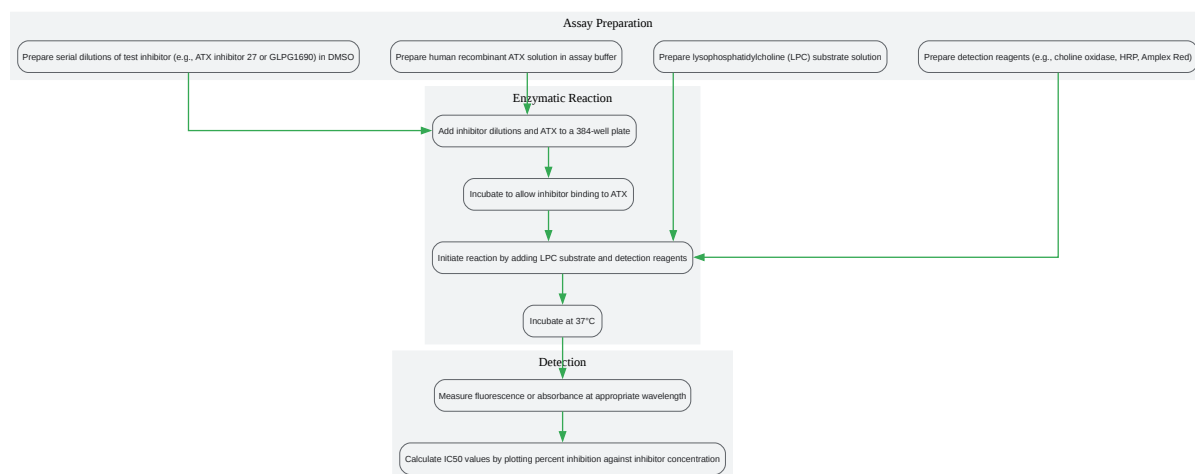 Assay Preparation
Prepare serial dilutions of test inhibitor (e.g., ATX inhibitor 27 or GLPG1690) in DMSO
Prepare human recombinant ATX solution in assay buffer
Prepare lysophosphatidylcholine (LPC) substrate solution
Prepare detection reagents (e.g., choline oxidase, HRP, Amplex Red)
Enzymatic Reaction
Add inhibitor dilutions and ATX to a 384-well plate
Incubate to allow inhibitor binding to ATX
Initiate reaction by adding LPC substrate and detection reagents
Incubate at 37°C
Detection
Measure fluorescence or absorbance at appropriate wavelength
Calculate IC50 values by plotting percent inhibition against inhibitor concentration